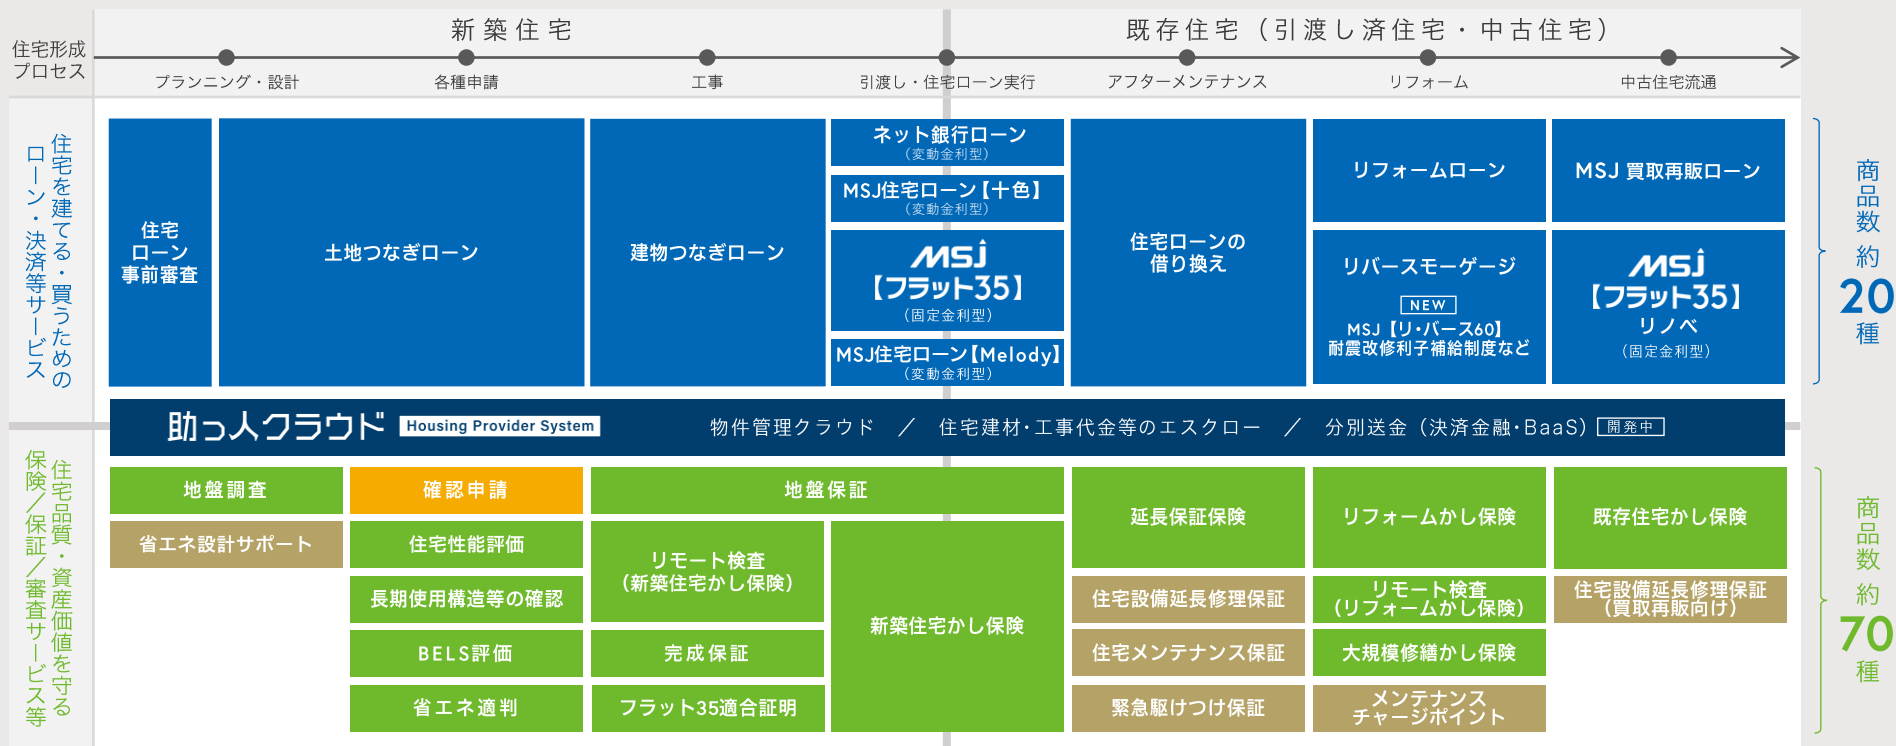 住宅形成
プロセス
新築住宅
既存住宅（引渡し済住宅・中古住宅）
プランニング・設計
各種申請
工事
引渡し・住宅ローン実行
アフターメンテナンス
リフォーム
中古住宅流通
住宅を建てる・買うための
ローン・決済等サービス
住宅
ローン
事前審査
土地つなぎローン
建物つなぎローン
ネット銀行ローン
（変動金利型）
MSJ住宅ローン【十色】
（変動金利型）
MSJ
【フラット35】
（固定金利型）
MSJ住宅ローン【Melody】
（変動金利型）
住宅ローンの
借り換え
リフォームローン
リバースモーゲージ
NEW
MSJ【リ・バース60】
耐震改修利子補給制度など
MSJ 買取再販ローン
MSJ
【フラット35】
リノベ
（固定金利型）
商品数 約
20
種
助っ人クラウド Housing Provider System 物件管理クラウド ／ 住宅建材・工事代金等のエスクロー ／ 分別送金（決済金融・BaaS） 開発中
住宅品質・資産価値を守る
保険／保証／審査サービス等
地盤調査
省エネ設計サポート
確認申請
住宅性能評価
長期使用構造等の確認
BELS評価
省エネ適判
地盤保証
リモート検査
（新築住宅かし保険）
完成保証
フラット35適合証明
新築住宅かし保険
延長保証保険
住宅設備延長修理保証
住宅メンテナンス保証
緊急駆けつけ保証
リフォームかし保険
リモート検査
（リフォームかし保険）
大規模修繕かし保険
メンテナンス
チャージポイント
既存住宅かし保険
住宅設備延長修理保証
（買取再販向け）
商品数 約
70
種